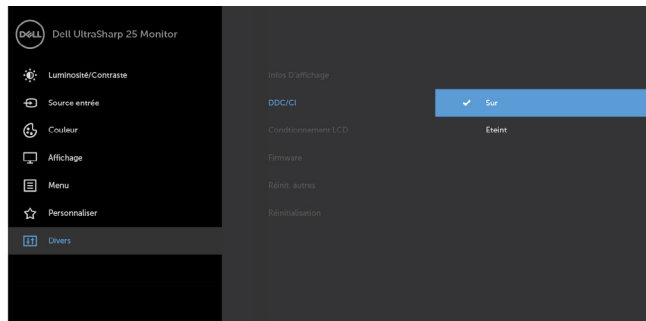 DELL
Dell UltraSharp 25 Monitor
Luminosité/Contraste
Source entrée
Couleur
Affichage
Menu
Personnaliser
Divers
Infos D'affichage
DDC/CI
Condtionnement LCD
Firmware
Réinit. autres
Réinitialisation
Sur
Eteint